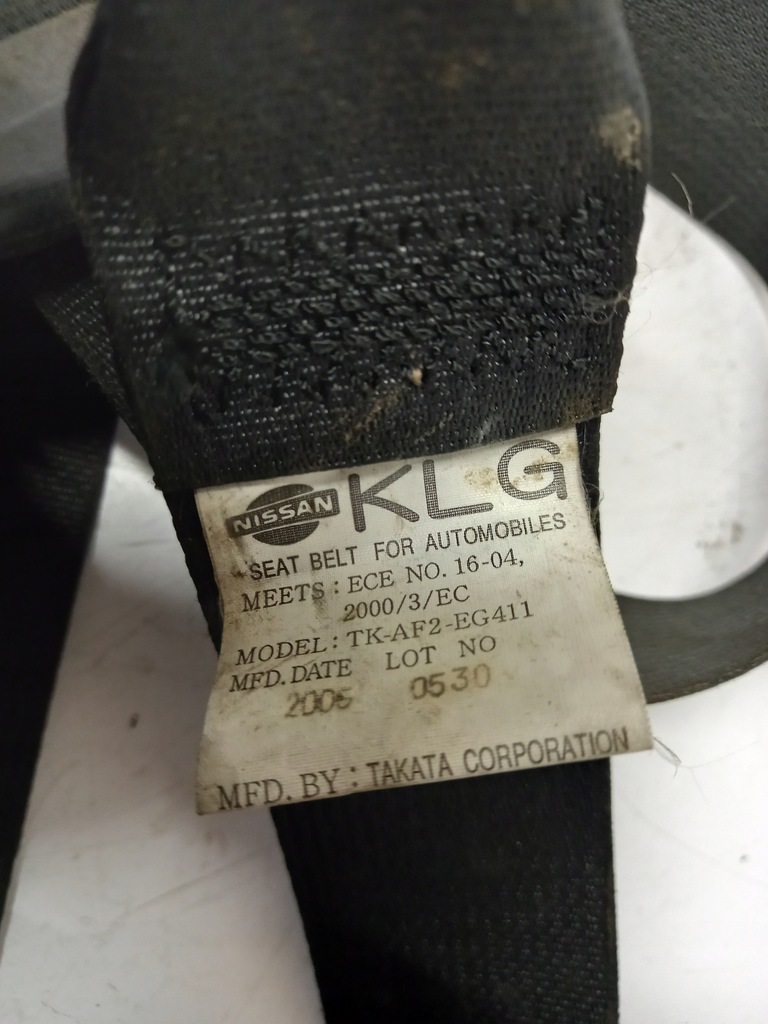 NISSAN KLG
SEAT BELT FOR AUTOMOBILES
MEETS : ECE NO. 16-04,
2000/3/EC
MODEL: TK-AF2-EG411
MFD. DATE LOT NO
0530
MFD. BY : TAKATA CORPORATION